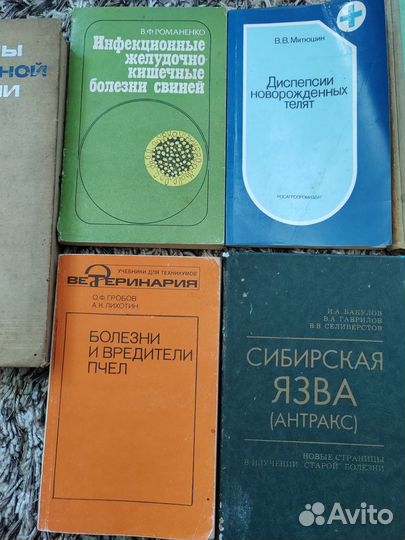 Ы
НОЙ
И
В.Ф. РОМАНЕНКО
Инфекционные
желудочно-
кишечные
болезни свиней
В. В. Митюшин
Диспепсии
новорожденных
телят
РОСАГРОПРОМИЗДАТ
УЧЕБНИКИ ДЛЯ ТЕХНИКУМОВ
ВЕТЕРИНАРИЯ
О.Ф. ГРОБОВ
А.К. ЛИХОТИН
БОЛЕЗНИ
И ВРЕДИТЕЛИ
ПЧЕЛ
И.А. БАКУЛОВ
В.А. ГАВРИЛОВ
В.В. СЕЛИВЕРСТОВ
СИБИРСКАЯ
ЯЗВА
(АНТРАКС)
НОВЫЕ СТРАНИЦЫ
В ИЗУЧЕНИИ СТАРОЙ БОЛЕЗНИ
Avito